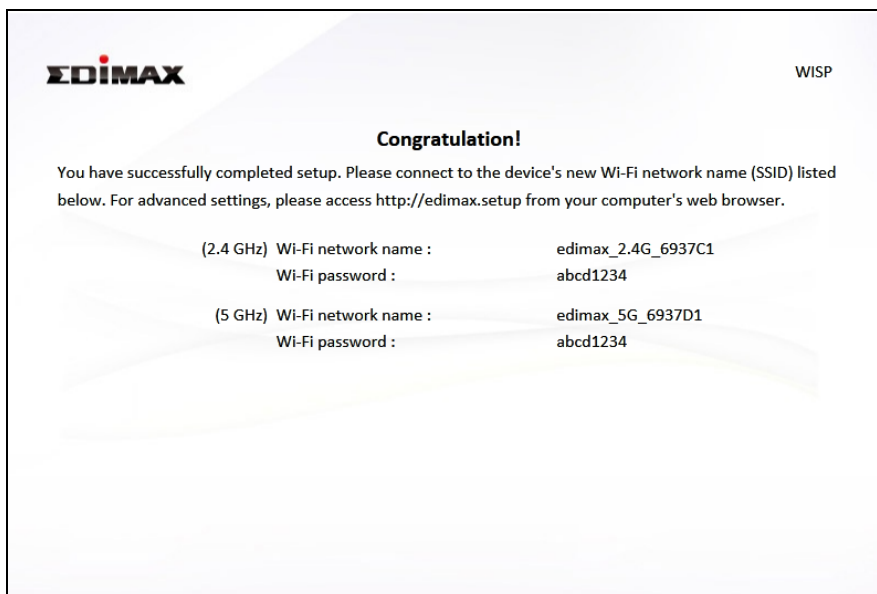 EDIMAX
WISP
Congratulation!
You have successfully completed setup. Please connect to the device's new Wi-Fi network name (SSID) listed
below. For advanced settings, please access http://edimax.setup from your computer's web browser.
(2.4 GHz) Wi-Fi network name : edimax_2.4G_6937C1
Wi-Fi password : abcd1234
(5 GHz) Wi-Fi network name : edimax_5G_6937D1
Wi-Fi password : abcd1234